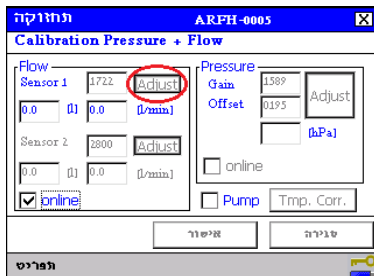 תחזוקה ARFH-0005 X
Calibration Pressure + Flow
Flow
Sensor 1 1722 Adjust
0.0 [l] 0.0 [l/min]
Sensor 2 2800 Adjust
0.0 [l] 0.0 [l/min]
online
Pressure
Gain 1589 Adjust
Offset 0195
[hPa]
online
Pump Tmp. Corr.
אישור סגירה
תפריט